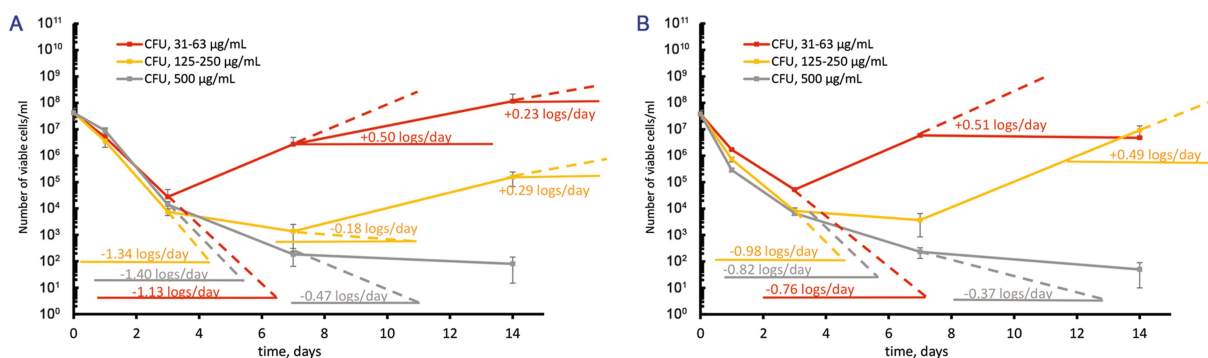 A
Number of viable cells/ml
10¹¹
10¹⁰
10⁹
10⁸
10⁷
10⁶
10⁵
10⁴
10³
10²
10¹
10⁰
CFU, 31-63 µg/mL
CFU, 125-250 µg/mL
CFU, 500 µg/mL
+0.23 logs/day
+0.50 logs/day
+0.29 logs/day
-0.18 logs/day
-1.34 logs/day
-1.40 logs/day
-1.13 logs/day
-0.47 logs/day
0 2 4 6 8 10 12 14
time, days
B
Number of viable cells/ml
10¹¹
10¹⁰
10⁹
10⁸
10⁷
10⁶
10⁵
10⁴
10³
10²
10¹
10⁰
CFU, 31-63 µg/mL
CFU, 125-250 µg/mL
CFU, 500 µg/mL
+0.51 logs/day
+0.49 logs/day
-0.98 logs/day
-0.82 logs/day
-0.76 logs/day
-0.37 logs/day
0 2 4 6 8 10 12 14
time, days